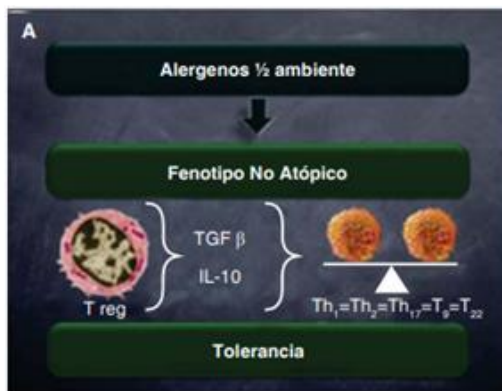 A
Alergenos ½ ambiente
Fenotipo No Atópico
TGF β
IL-10
T reg
Th₁=Th₂=Th₁₇=T₉=T₂₂
Tolerancia